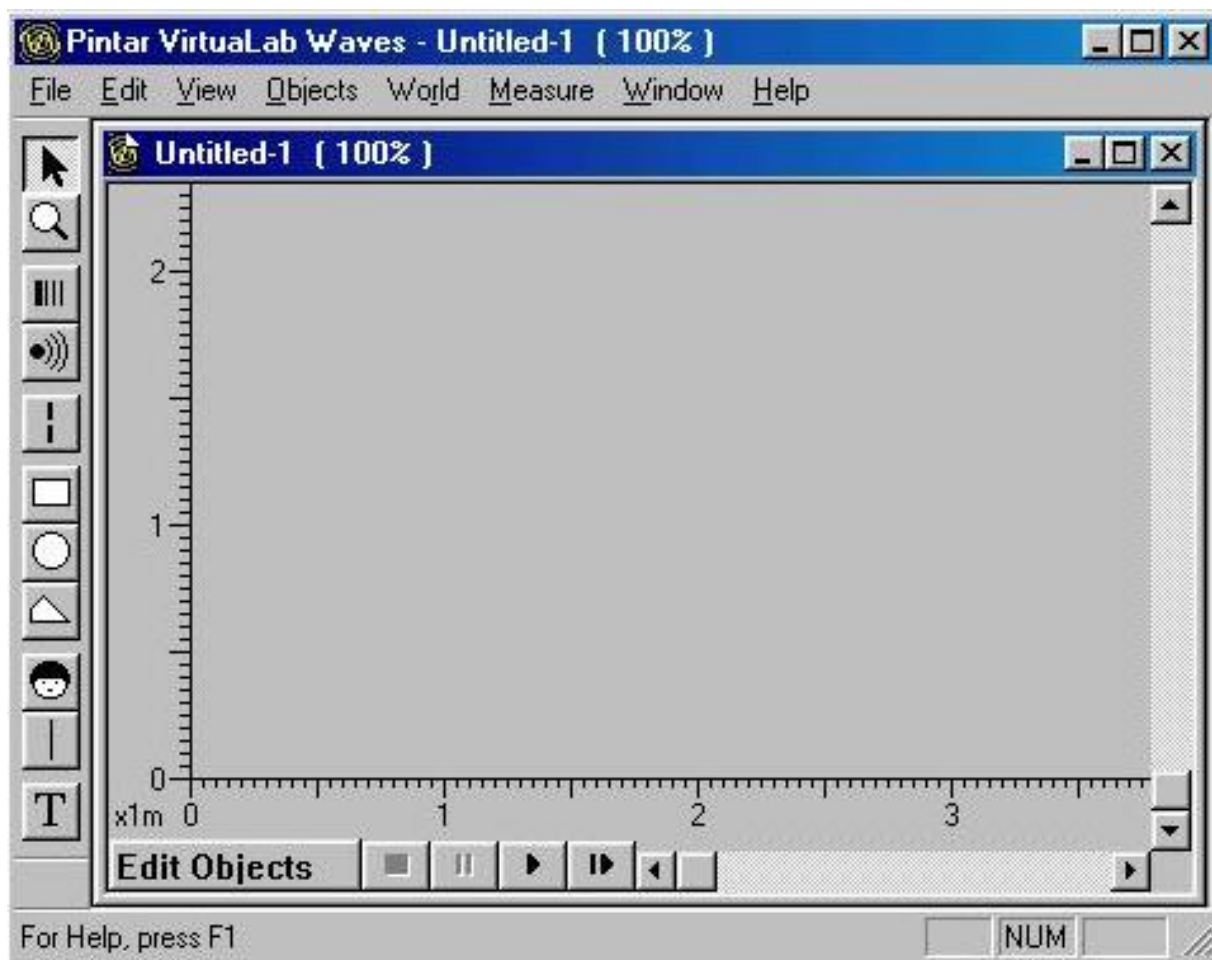 Pintar VirtuaLab Waves - Untitled-1 ( 100% )
File Edit View Objects World Measure Window Help
Untitled-1 ( 100% )
2
1
0
x1m 0 1 2 3
T
Edit Objects
For Help, press F1 NUM